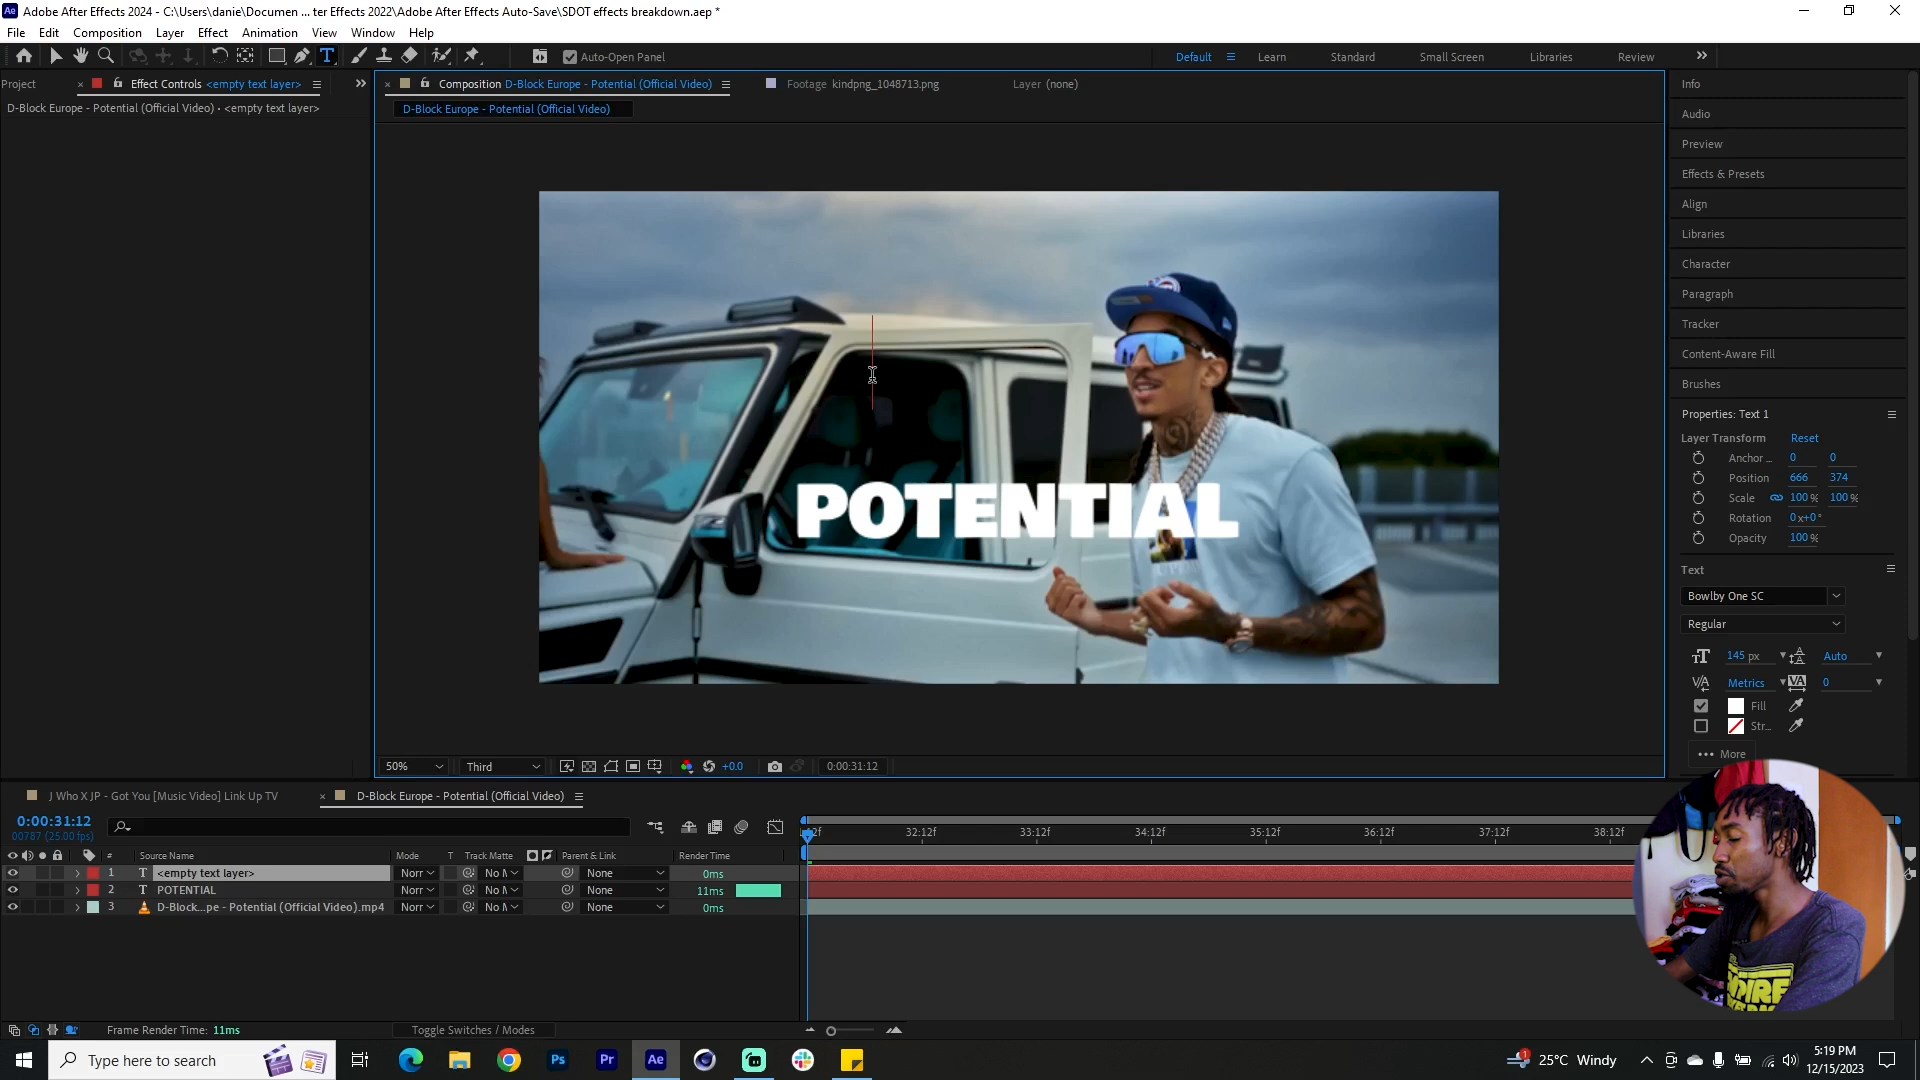 Adobe After Effects 2024 - C:\Users\danie\Documen ... ter Effects 2022\Adobe After Effects Auto-Save\SDOT effects breakdown.aep *
File Edit Composition Layer Effect Animation View Window Help
Auto-Open Panel
Default Learn Standard Small Screen Libraries Review
Project
Effect Controls <empty text layer>
Composition D-Block Europe - Potential (Official Video)
Footage kindpng_1048713.png
Layer (none)
D-Block Europe - Potential (Official Video) • <empty text layer>
D-Block Europe - Potential (Official Video)
POTENTIAL
Info
Audio
Preview
Effects & Presets
Align
Libraries
Character
Paragraph
Tracker
Content-Aware Fill
Brushes
Properties: Text 1
Layer Transform Reset
Anchor ... 0 0
Position 666 374
Scale 100 % 100 %
Rotation 0x+0°
Opacity 100 %
Text
Bowlby One SC
Regular
145 px Auto
Metrics 0
Fill
Str...
More
50% Third +0.0 0:00:31:12
J Who X JP - Got You [Music Video] Link Up TV
D-Block Europe - Potential (Official Video)
0:00:31:12
00787 (25.00 fps)
:12f 32:12f 33:12f 34:12f 35:12f 36:12f 37:12f 38:12f
# Source Name Mode T Track Matte Parent & Link Render Time
1 T <empty text layer> Norr No M None 0ms
2 T POTENTIAL Norr No M None 11ms
3 D-Block...pe - Potential (Official Video).mp4 Norr No M None 0ms
Frame Render Time: 11ms
Toggle Switches / Modes
Type here to search
Ps Pr Ae
25°C Windy
5:19 PM
12/15/2023